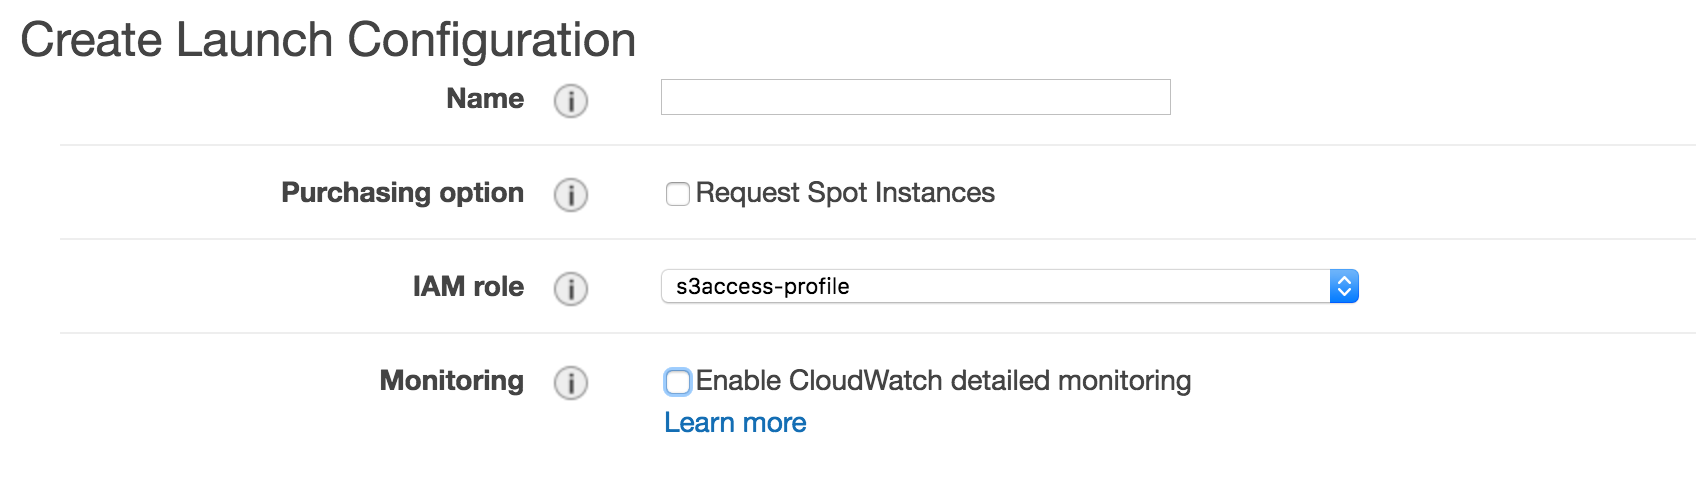 Create Launch Configuration
Name
Purchasing option Request Spot Instances
IAM role s3access-profile
Monitoring Enable CloudWatch detailed monitoring
Learn more